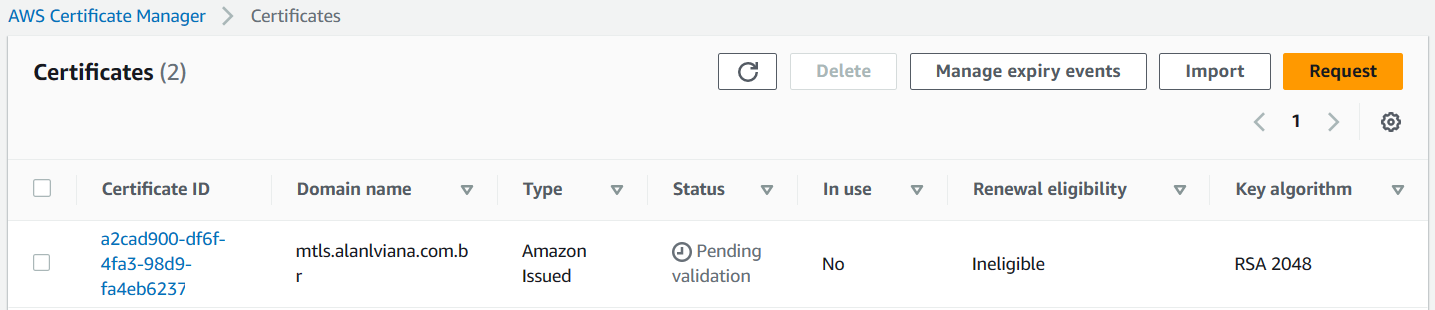 AWS Certificate Manager > Certificates
Certificates (2)
Delete
Manage expiry events
Import
Request
1
Certificate ID
Domain name
Type
Status
In use
Renewal eligibility
Key algorithm
a2cad900-df6f-
4fa3-98d9-
fa4eb6237
mtls.alanlviana.com.b
r
Amazon
Issued
Pending
validation
No
Ineligible
RSA 2048